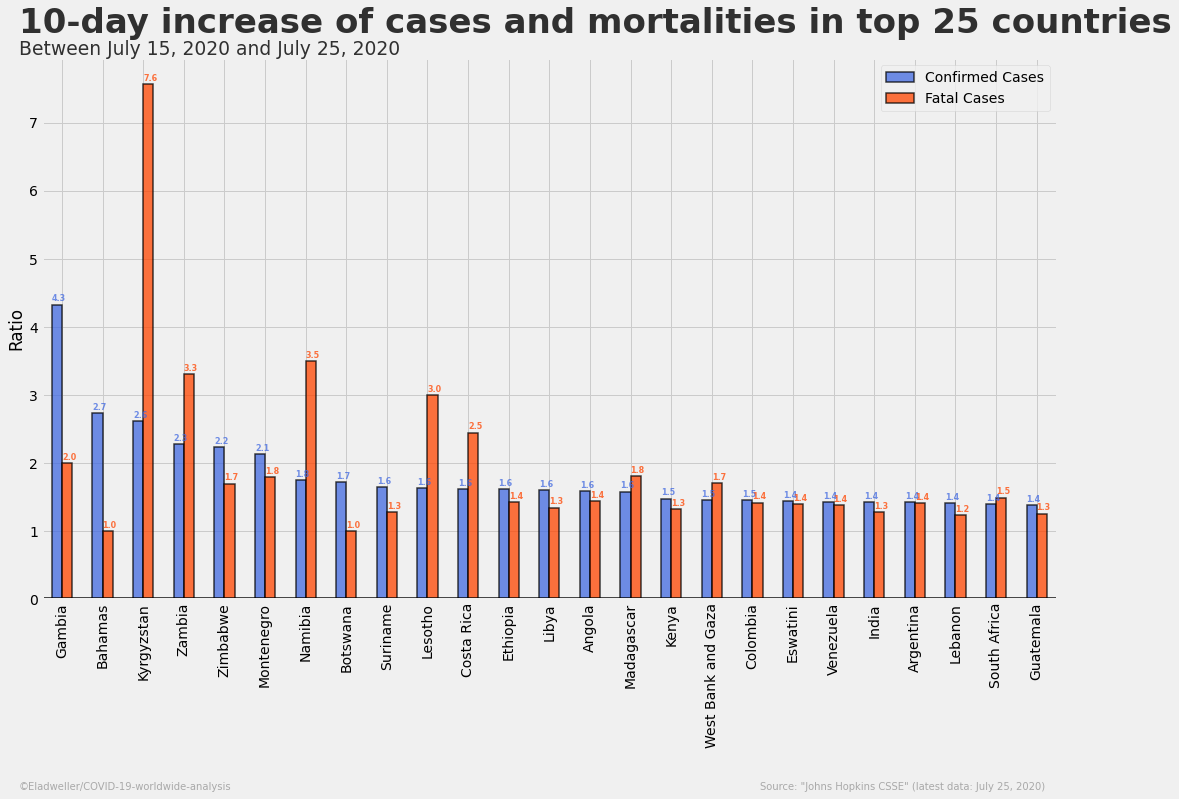 10-day increase of cases and mortalities in top 25 countries
Between July 15, 2020 and July 25, 2020
Confirmed Cases
Fatal Cases
Ratio
7
6
5
4
3
2
1
0
4.3 2.7 2.2 2.1 1.7 1.6 1.6 1.6 1.6 1.5 1.5 1.4 1.4 1.4 1.4 1.4 1.4
2.0 1.0 7.6 3.3 1.7 1.8 3.5 1.0 1.3 3.0 2.5 1.4 1.3 1.4 1.8 1.3 1.7 1.4 1.4 1.4 1.3 1.4 1.2 1.5 1.3
Gambia
Bahamas
Kyrgyzstan
Zambia
Zimbabwe
Montenegro
Namibia
Botswana
Suriname
Lesotho
Costa Rica
Ethiopia
Libya
Angola
Madagascar
Kenya
West Bank and Gaza
Colombia
Eswatini
Venezuela
India
Argentina
Lebanon
South Africa
Guatemala
©Eladweller/COVID-19-worldwide-analysis
Source: "Johns Hopkins CSSE" (latest data: July 25, 2020)